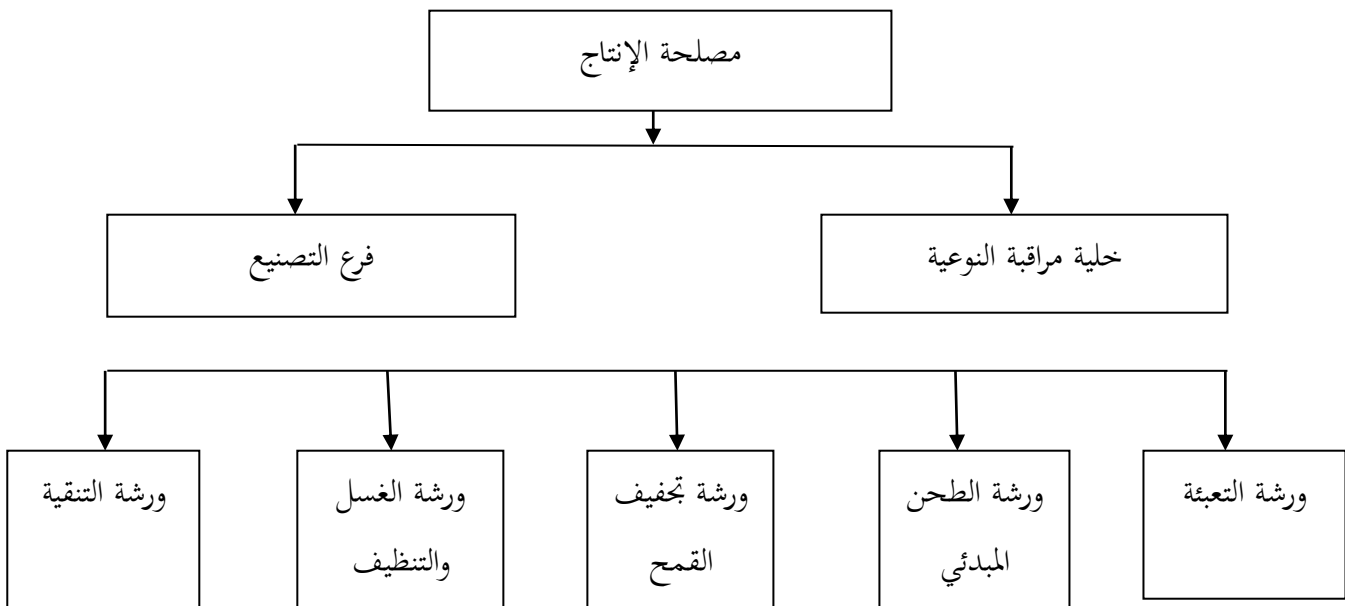 مصلحة الإنتاج
خلية مراقبة النوعية
فرع التصنيع
ورشة التعبئة
ورشة الطحن
المبدئي
ورشة تجفيف
القمح
ورشة الغسل
والتنظيف
ورشة التنقية